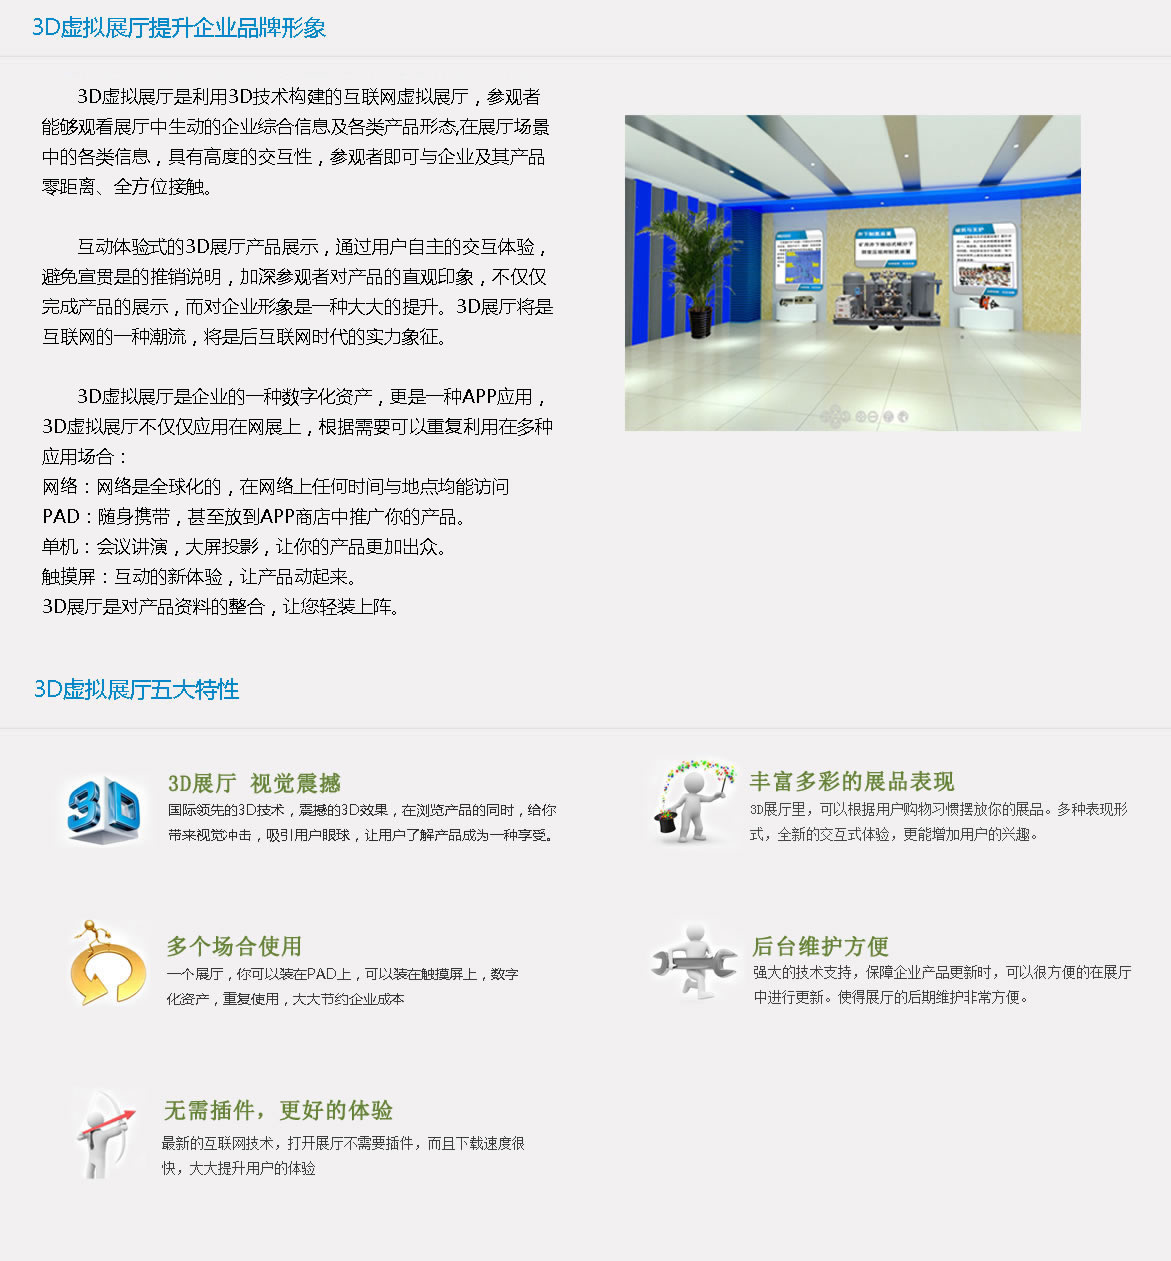 3D虚拟展厅提升企业品牌形象
3D虚拟展厅是利用3D技术构建的互联网虚拟展厅，参观者
能够观看展厅中生动的企业综合信息及各类产品形态,在展厅场景
中的各类信息，具有高度的交互性，参观者即可与企业及其产品
零距离、全方位接触。
互动体验式的3D展厅产品展示，通过用户自主的交互体验，
避免宣贯是的推销说明，加深参观者对产品的直观印象，不仅仅
完成产品的展示，而对企业形象是一种大大的提升。3D展厅将是
互联网的一种潮流，将是后互联网时代的实力象征。
3D虚拟展厅是企业的一种数字化资产，更是一种APP应用，
3D虚拟展厅不仅仅应用在网展上，根据需要可以重复利用在多种
应用场合：
网络：网络是全球化的，在网络上任何时间与地点均能访问
PAD：随身携带，甚至放到APP商店中推广你的产品。
单机：会议讲演，大屏投影，让你的产品更加出众。
触摸屏：互动的新体验，让产品动起来。
3D展厅是对产品资料的整合，让您轻装上阵。
3D虚拟展厅五大特性
3D展厅 视觉震撼
国际领先的3D技术，震撼的3D效果，在浏览产品的同时，给你
带来视觉冲击，吸引用户眼球，让用户了解产品成为一种享受。
丰富多彩的展品表现
3D展厅里，可以根据用户购物习惯摆放你的展品。多种表现形
式，全新的交互式体验，更能增加用户的兴趣。
多个场合使用
一个展厅，你可以装在PAD上，可以装在触摸屏上，数字
化资产，重复使用，大大节约企业成本
后台维护方便
强大的技术支持，保障企业产品更新时，可以很方便的在展厅
中进行更新。使得展厅的后期维护非常方便。
无需插件，更好的体验
最新的互联网技术，打开展厅不需要插件，而且下载速度很
快，大大提升用户的体验